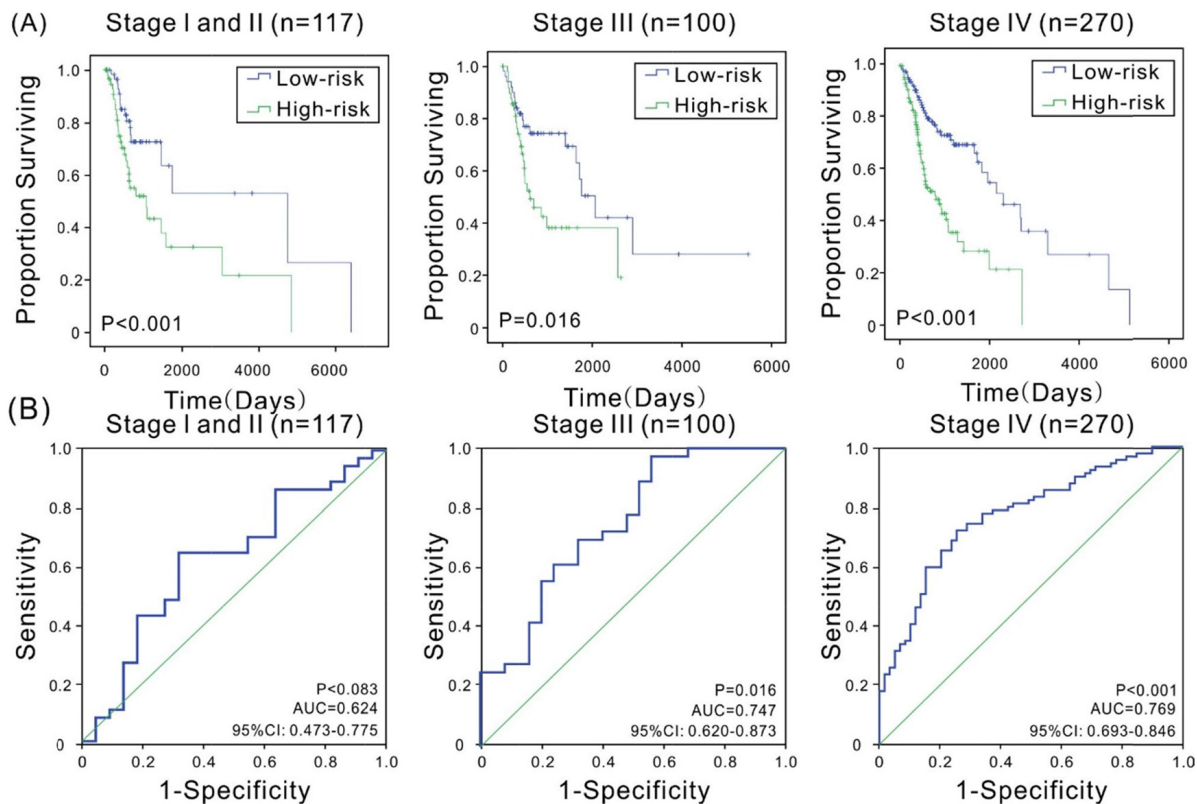 (A)
Stage I and II (n=117)
Stage III (n=100)
Stage IV (n=270)
Proportion Surviving
1.0
0.8
0.6
0.4
0.2
0
Low-risk
High-risk
P<0.001
0
2000
4000
6000
Time(Days)
Proportion Surviving
1.0
0.8
0.6
0.4
0.2
0
Low-risk
High-risk
P=0.016
0
2000
4000
6000
Time(Days)
Proportion Surviving
1.0
0.8
0.6
0.4
0.2
0
Low-risk
High-risk
P<0.001
0
2000
4000
6000
Time(Days)
(B)
Stage I and II (n=117)
Stage III (n=100)
Stage IV (n=270)
Sensitivity
1.0
0.8
0.6
0.4
0.2
0
P<0.083
AUC=0.624
95%CI: 0.473-0.775
0
0.2
0.4
0.6
0.8
1.0
1-Specificity
Sensitivity
1.0
0.8
0.6
0.4
0.2
0
P=0.016
AUC=0.747
95%CI: 0.620-0.873
0
0.2
0.4
0.6
0.8
1.0
1-Specificity
Sensitivity
1.0
0.8
0.6
0.4
0.2
0
P<0.001
AUC=0.769
95%CI: 0.693-0.846
0
0.2
0.4
0.6
0.8
1.0
1-Specificity